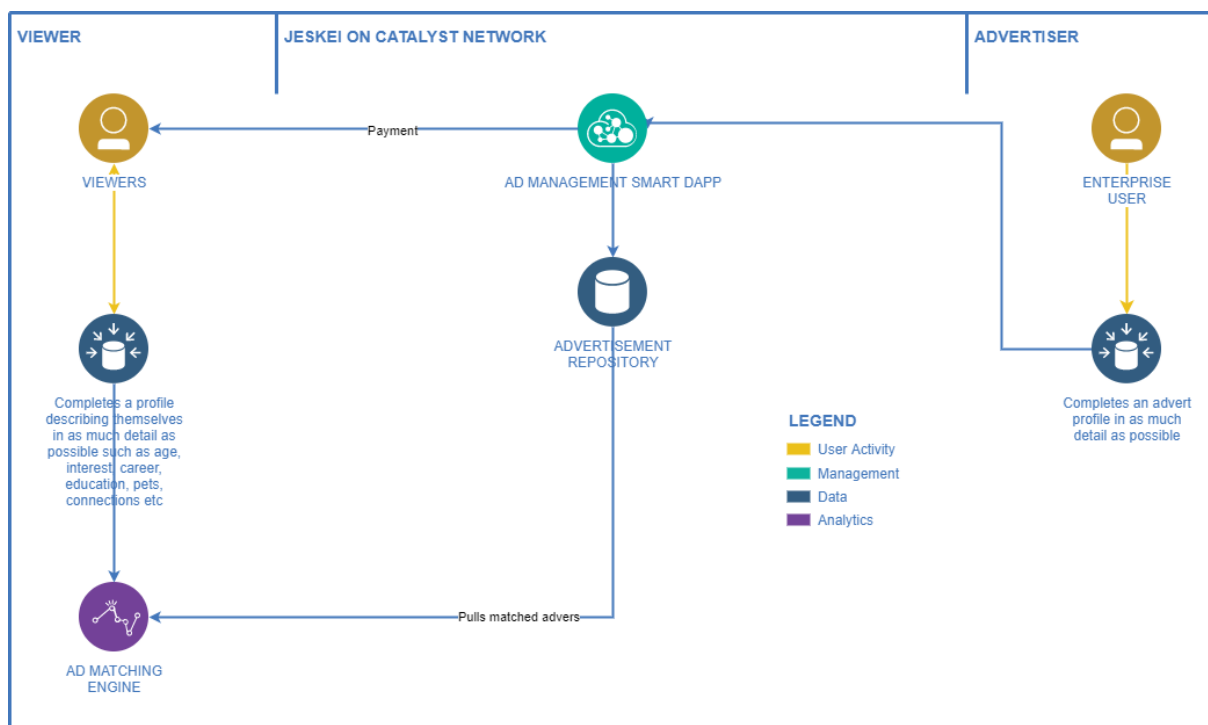 VIEWER
JESKEI ON CATALYST NETWORK
ADVERTISER
Payment
VIEWERS
AD MANAGEMENT SMART DAPP
ENTERPRISE
USER
ADVERTISEMENT
REPOSITORY
Completes a profile
describing themselves
in as much detail as
possible such as age,
interest, career,
education, pets,
connections etc
Completes an advert
profile in as much
detail as possible
LEGEND
User Activity
Management
Data
Analytics
Pulls matched advers
AD MATCHING
ENGINE